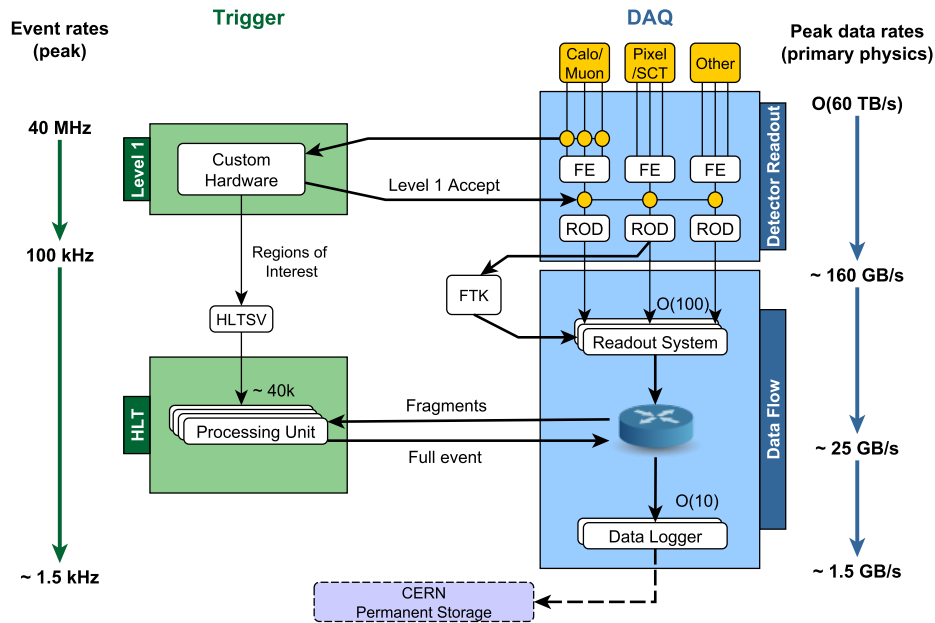 Trigger
DAQ
Event rates
(peak)
Peak data rates
(primary physics)
Calo/
Muon
Pixel
/SCT
Other
O(60 TB/s)
40 MHz
Level 1
Custom
Hardware
FE
FE
FE
Detector Readout
Level 1 Accept
ROD
ROD
ROD
100 kHz
Regions of
Interest
~ 160 GB/s
FTK
O(100)
HLTSV
Readout System
~ 40k
HLT
Processing Unit
Fragments
Full event
Data Flow
~ 25 GB/s
O(10)
Data Logger
~ 1.5 kHz
~ 1.5 GB/s
CERN
Permanent Storage